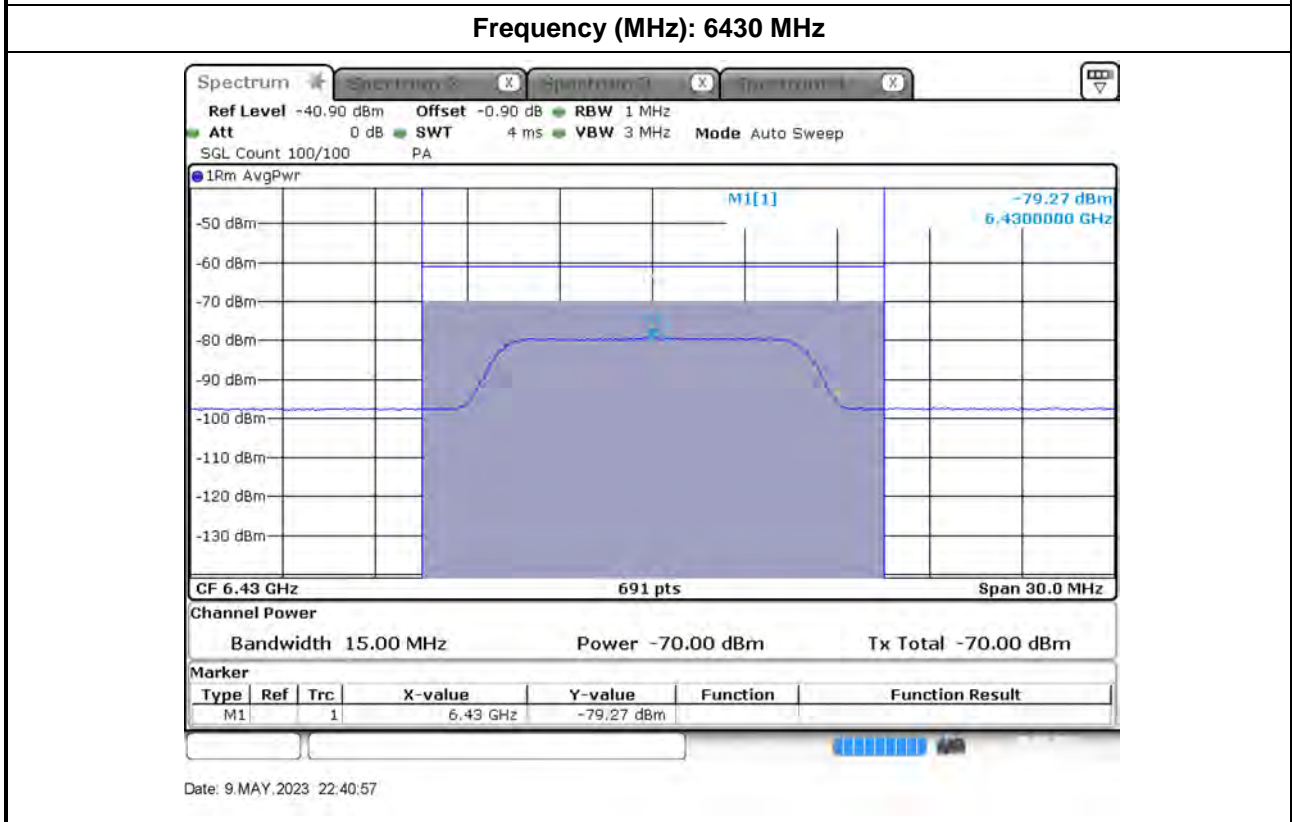 Frequency (MHz): 6430 MHz
Spectrum X X X
Ref Level -40.90 dBm Offset -0.90 dB RBW 1 MHz
Att 0 dB SWT 4 ms VBW 3 MHz Mode Auto Sweep
SGL Count 100/100 PA
1Rm AvgPwr
M1[1] -79.27 dBm
6.4300000 GHz
-50 dBm
-60 dBm
-70 dBm
-80 dBm
-90 dBm
-100 dBm
-110 dBm
-120 dBm
-130 dBm
CF 6.43 GHz 691 pts Span 30.0 MHz
Channel Power
Bandwidth 15.00 MHz Power -70.00 dBm Tx Total -70.00 dBm
Marker
Type Ref Trc X-value Y-value Function Function Result
M1 1 6.43 GHz -79.27 dBm
Date: 9.MAY.2023 22:40:57